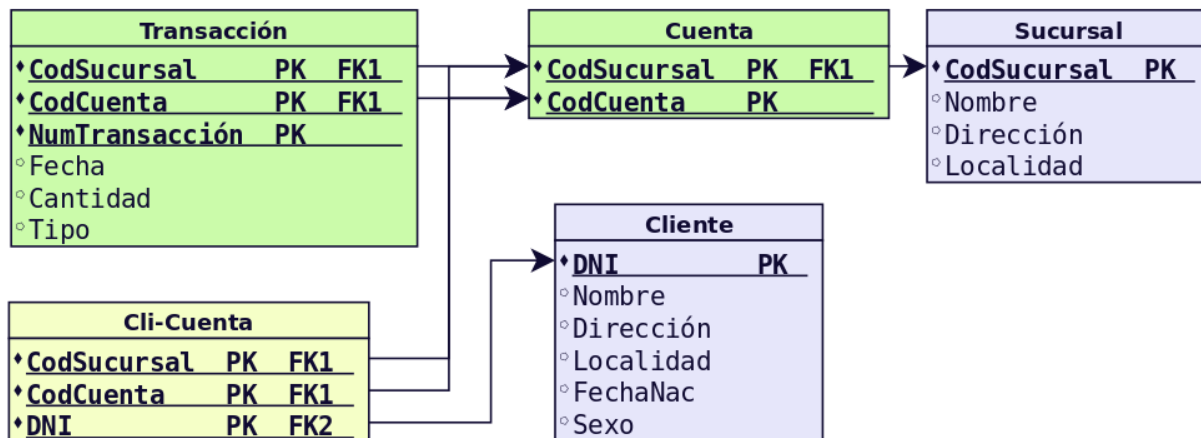 Transacción
CodSucursal PK FK1
CodCuenta PK FK1
NumTransacción PK
Fecha
Cantidad
Tipo
Cuenta
CodSucursal PK FK1
CodCuenta PK
Sucursal
CodSucursal PK
Nombre
Dirección
Localidad
Cli-Cuenta
CodSucursal PK FK1
CodCuenta PK FK1
DNI PK FK2
Cliente
DNI PK
Nombre
Dirección
Localidad
FechaNac
Sexo